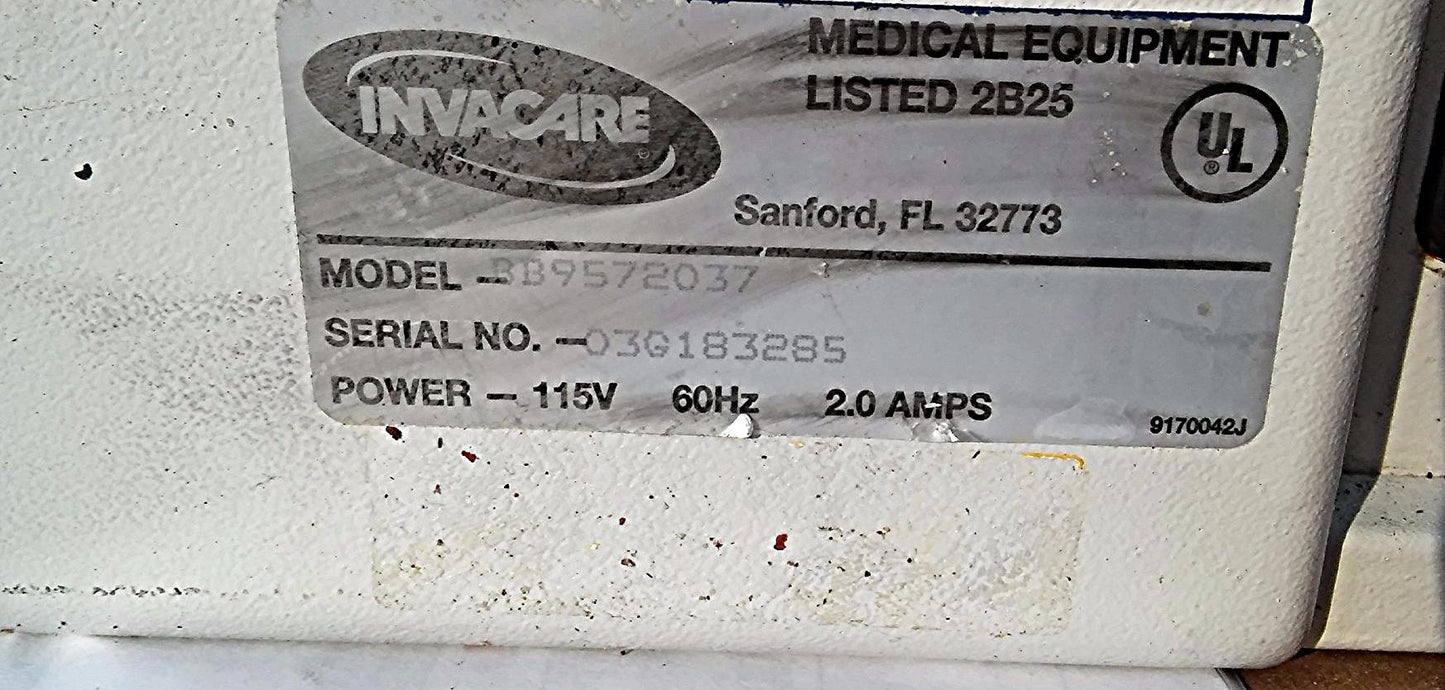 INVACARE ®
MEDICAL EQUIPMENT
LISTED 2B25
UL ®
Sanford, FL 32773
MODEL – BB9572037
SERIAL NO. – 03G183285
POWER – 115V 60Hz 2.0 AMPS
9170042J